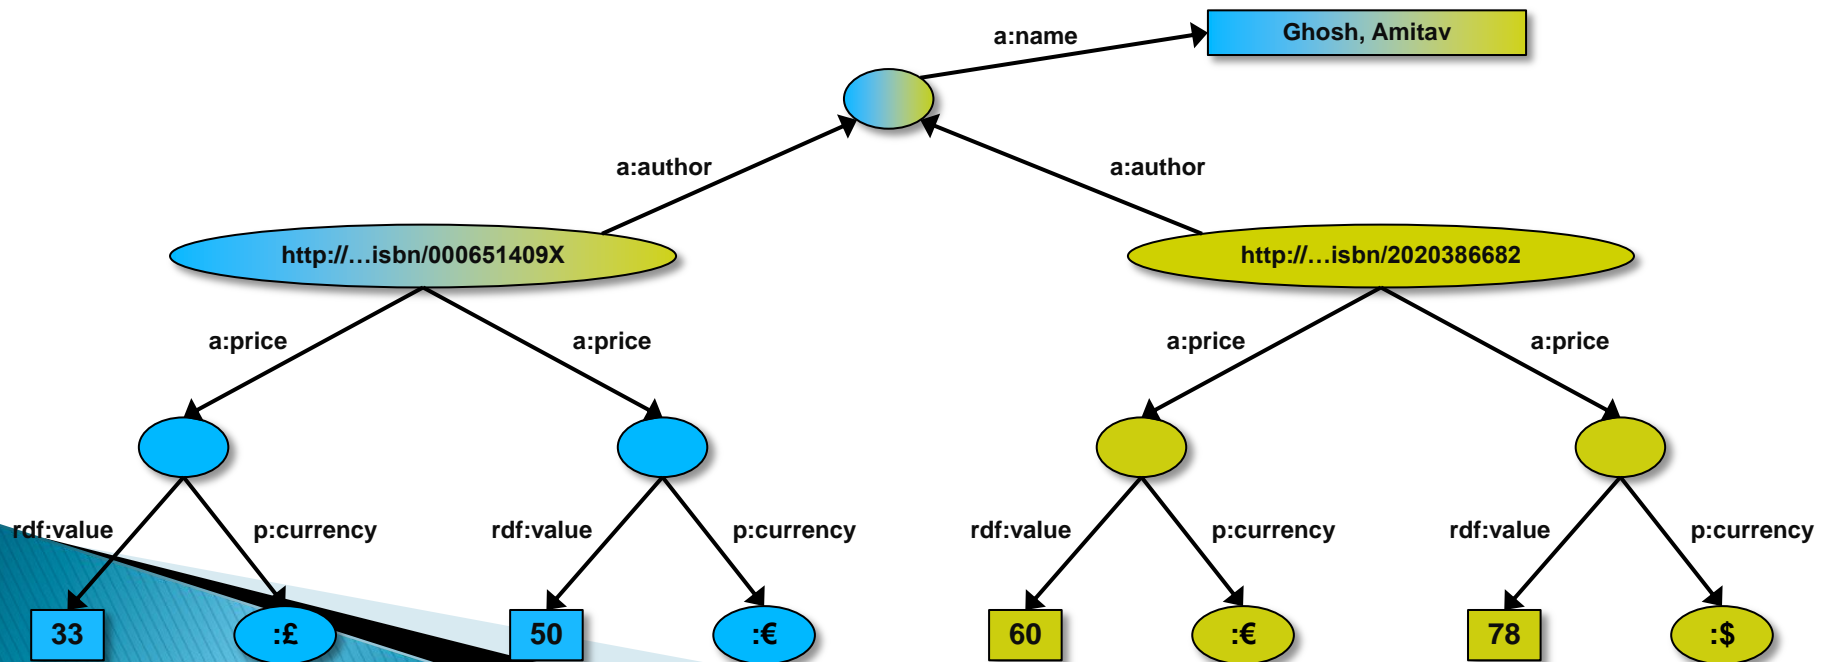 Ghosh, Amitav
a:name
a:author
a:author
http://...isbn/000651409X
http://...isbn/2020386682
a:price
a:price
a:price
a:price
rdf:value
p:currency
rdf:value
p:currency
rdf:value
p:currency
rdf:value
p:currency
33
:£
50
:€
60
:€
78
:$